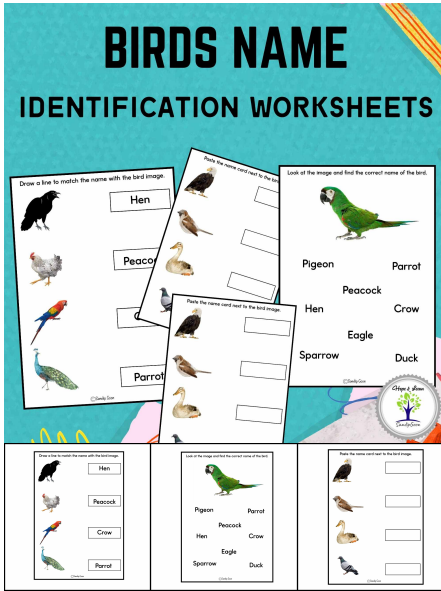 BIRDS NAME
IDENTIFICATION WORKSHEETS
Draw a line to match the name with the bird image.
Hen
Peacoc
Parrot
Paste the name card next to the bird
Paste the name card next to the bird image.
Look at the image and find the correct name of the bird.
Pigeon
Parrot
Peacock
Hen
Crow
Eagle
Sparrow
Duck
Draw a line to match the name with the bird image.
Hen
Peacock
Crow
Parrot
Look at the image and find the correct name of the bird.
Pigeon
Parrot
Peacock
Hen
Crow
Eagle
Sparrow
Duck
Paste the name card next to the bird image.